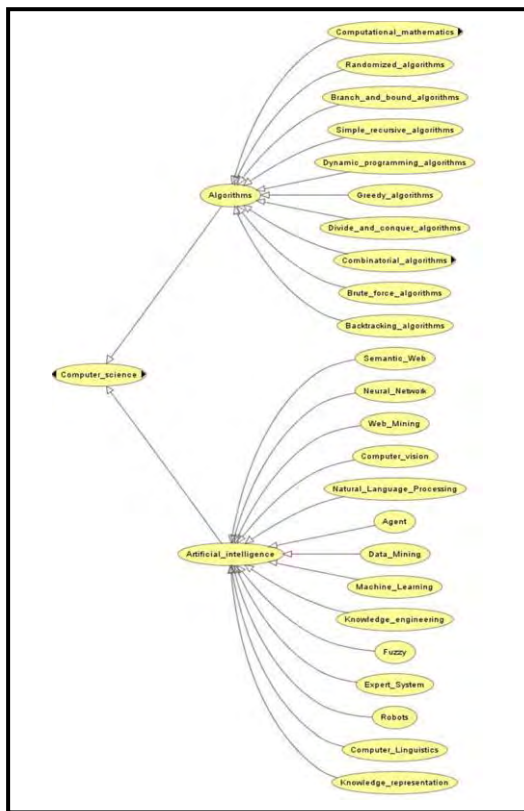 Computational_mathematics
Randomized_algorithms
Branch_and_bound_algorithms
Simple_recursive_algorithms
Dynamic_programming_algorithms
Algorithms
Greedy_algorithms
Divide_and_conquer_algorithms
Combinatorial_algorithms
Brute_force_algorithms
Backtracking_algorithms
Semantic_Web
Computer_science
Neural_Netwoik
Web_Mining
Computer_vision
Natural_Language_Processing
Agent
Artificial_intelligence
Data_Mining
Machine_Learning
Knowledge_engineering
Fuzzy
Expert_System
Robots
Computer_Linguistics
Knowledge_representation